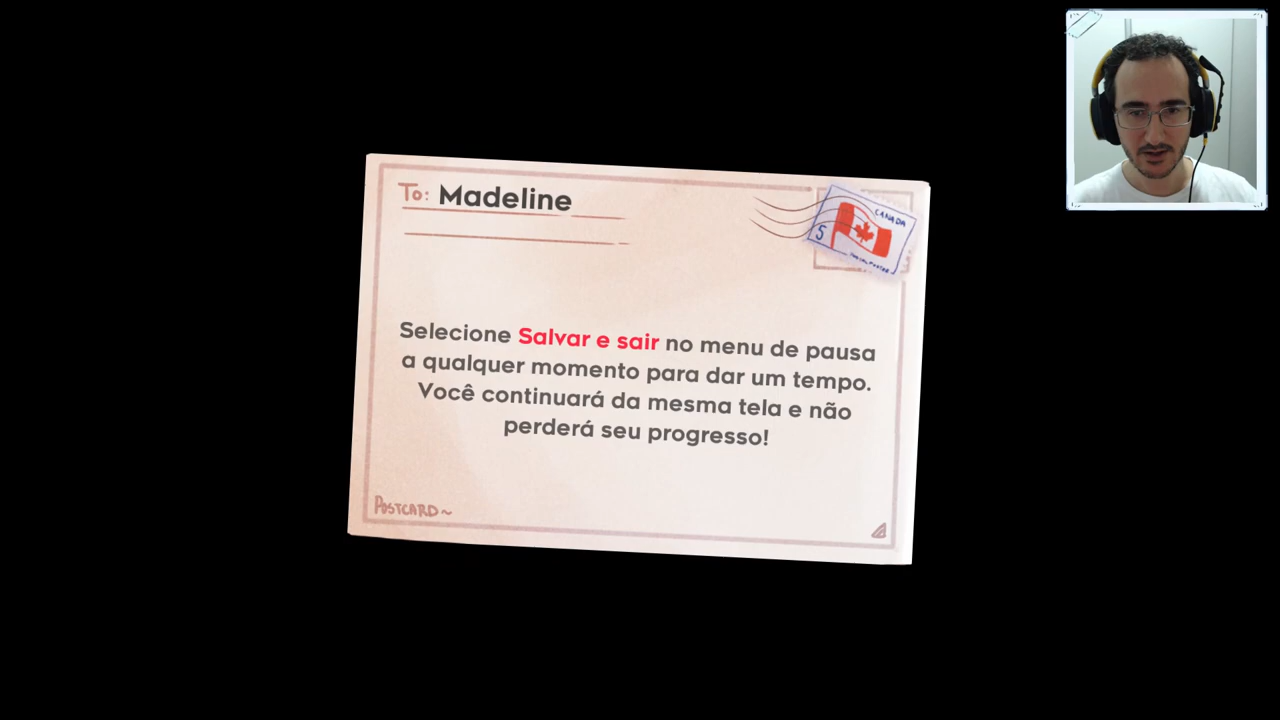 To: Madeline
CANADA
5
Selecione Salvar e sair no menu de pausa
a qualquer momento para dar um tempo.
Você continuará da mesma tela e não
perderá seu progresso!
POSTCARD~